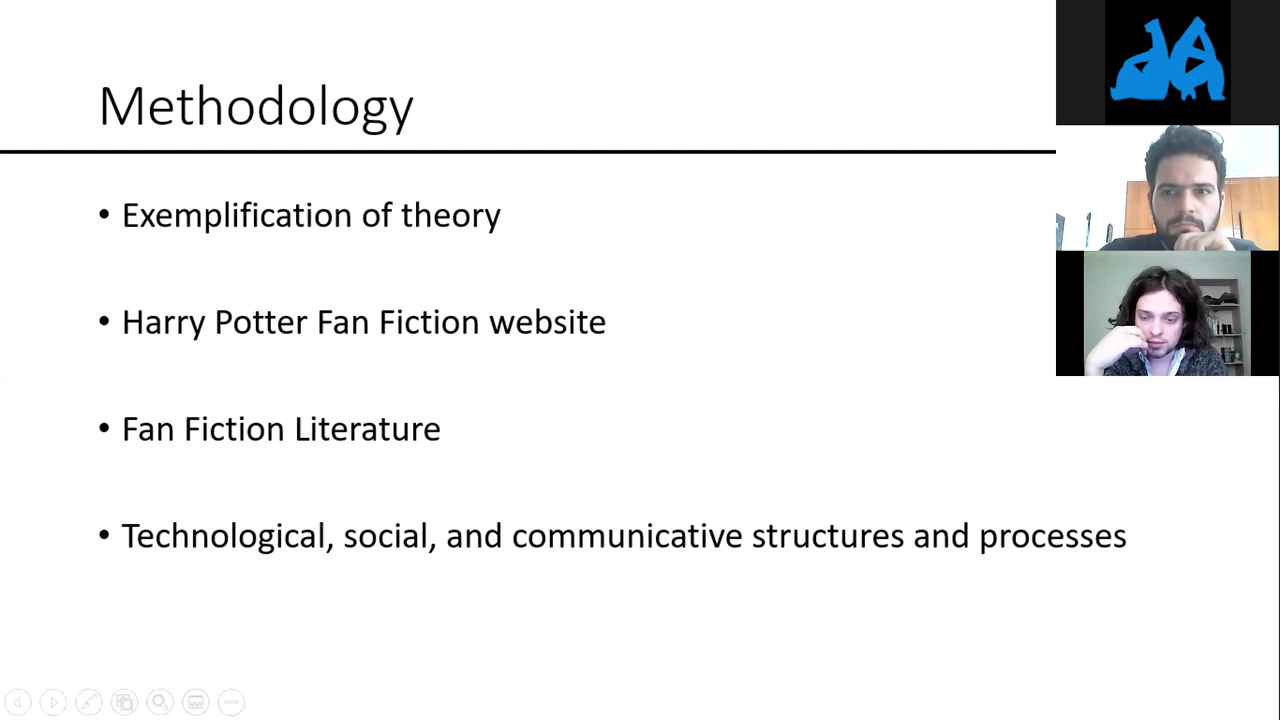 Methodology
• Exemplification of theory
• Harry Potter Fan Fiction website
• Fan Fiction Literature
• Technological, social, and communicative structures and processes